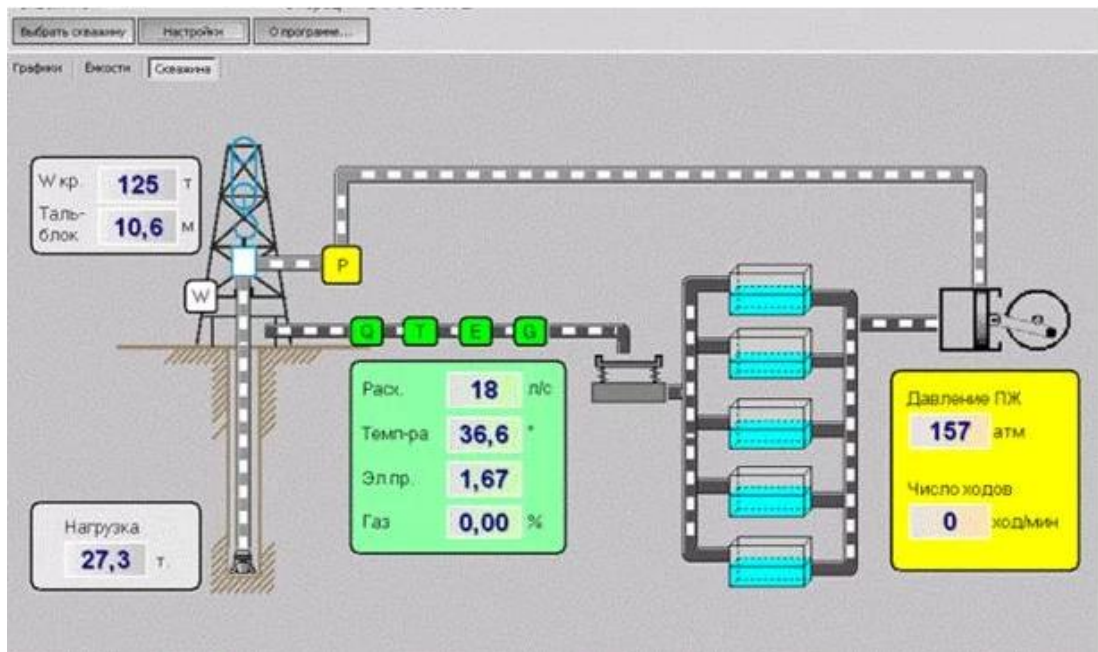 Выбрать скважину Настройки О программе...
Графики Ёмкости Скважина
W кр. 125 т
Таль-
блок 10,6 м
P
W
Q T E G
Расх. 18 л/с
Темп-ра 36,6 °
Эл.пр. 1,67
Газ 0,00 %
Давление ПЖ
157 атм
Число ходов
0 ход/мин
Нагрузка
27,3 т.